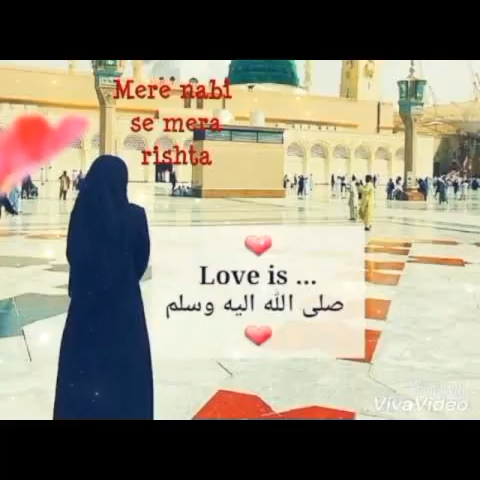 Mere nabi
se mera
rishta
Love is ...
صلى الله اليه وسلم
VivaVideo